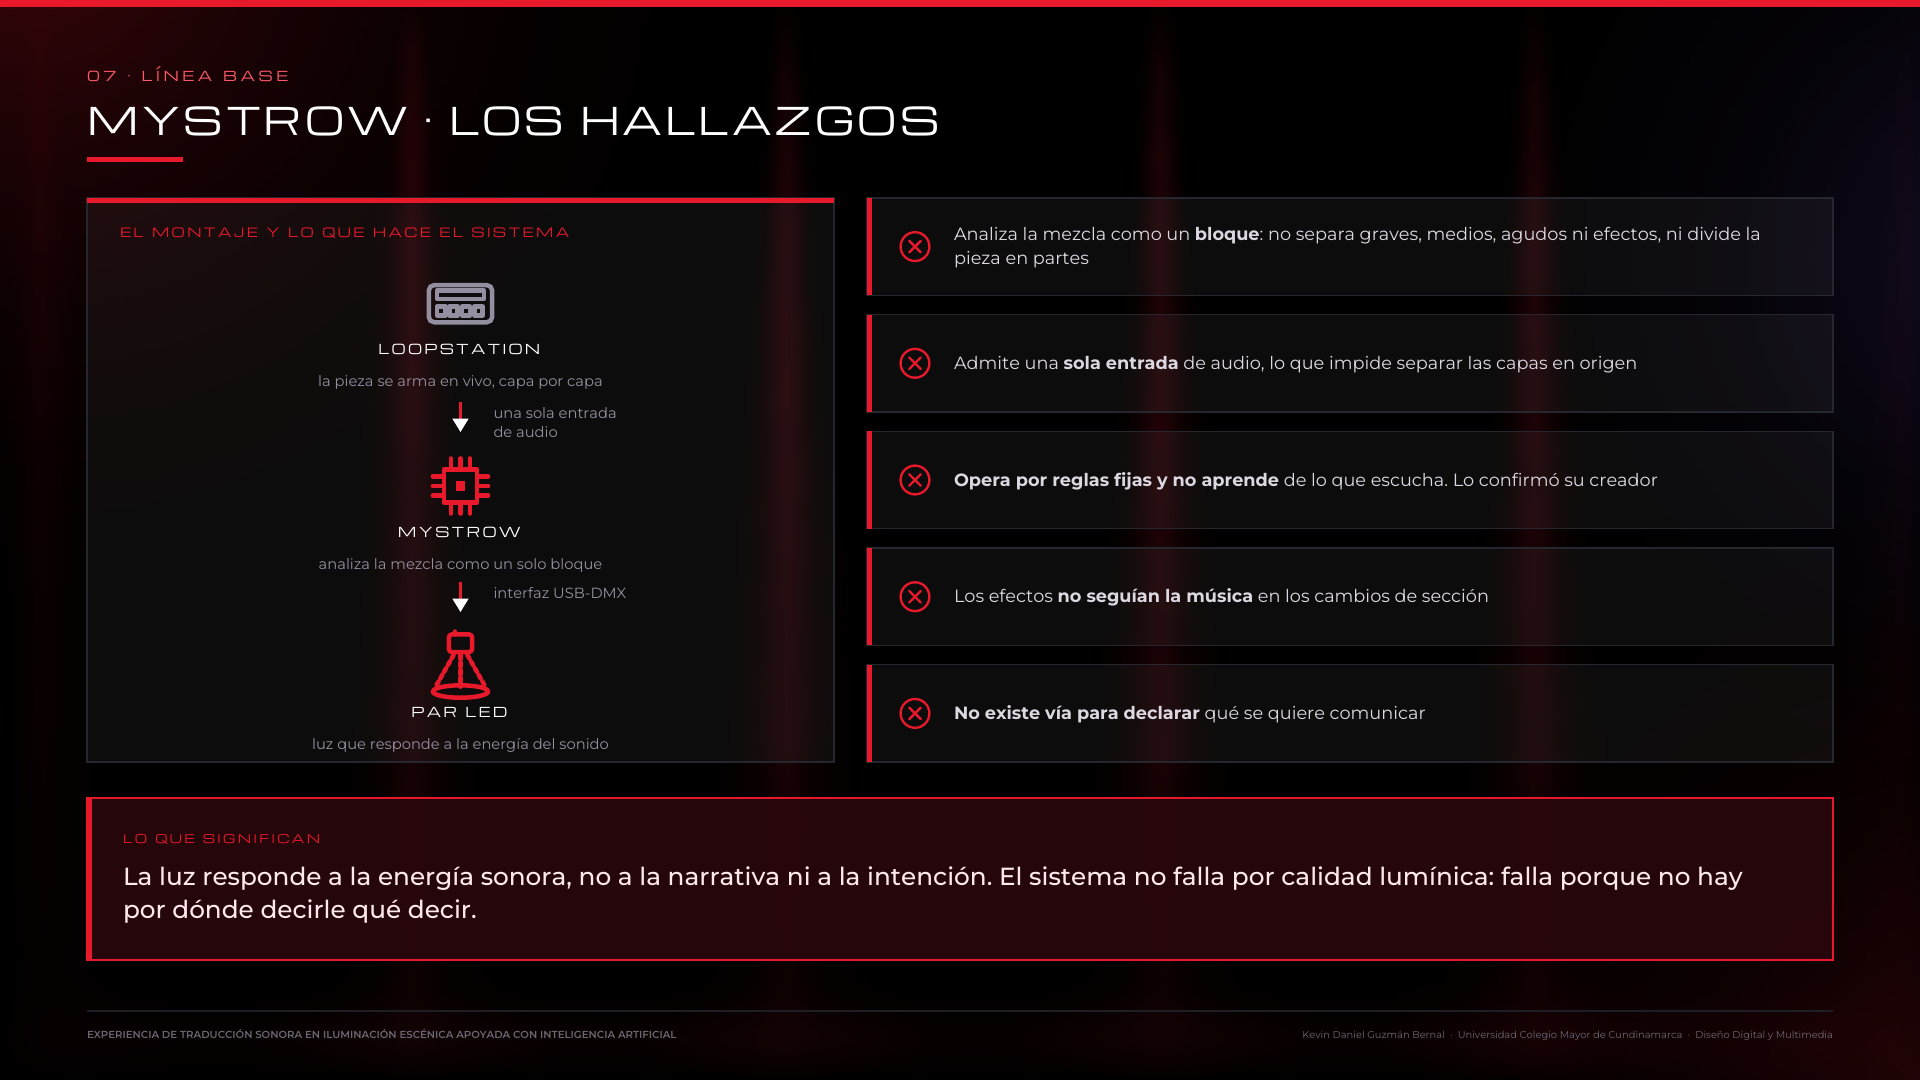 07 · LÍNEA BASE
MYSTROW · LOS HALLAZGOS
EL MONTAJE Y LO QUE HACE EL SISTEMA
LOOPSTATION
la pieza se arma en vivo, capa por capa
una sola entrada
de audio
MYSTROW
analiza la mezcla como un solo bloque
interfaz USB-DMX
PAR LED
luz que responde a la energía del sonido
Analiza la mezcla como un bloque: no separa graves, medios, agudos ni efectos, ni divide la
pieza en partes
Admite una sola entrada de audio, lo que impide separar las capas en origen
Opera por reglas fijas y no aprende de lo que escucha. Lo confirmó su creador
Los efectos no seguían la música en los cambios de sección
No existe vía para declarar qué se quiere comunicar
LO QUE SIGNIFICAN
La luz responde a la energía sonora, no a la narrativa ni a la intención. El sistema no falla por calidad lumínica: falla porque no hay
por dónde decirle qué decir.
EXPERIENCIA DE TRADUCCIÓN SONORA EN ILUMINACIÓN ESCÉNICA APOYADA CON INTELIGENCIA ARTIFICIAL
Kevin Daniel Guzmán Bernal · Universidad Colegio Mayor de Cundinamarca · Diseño Digital y Multimedia